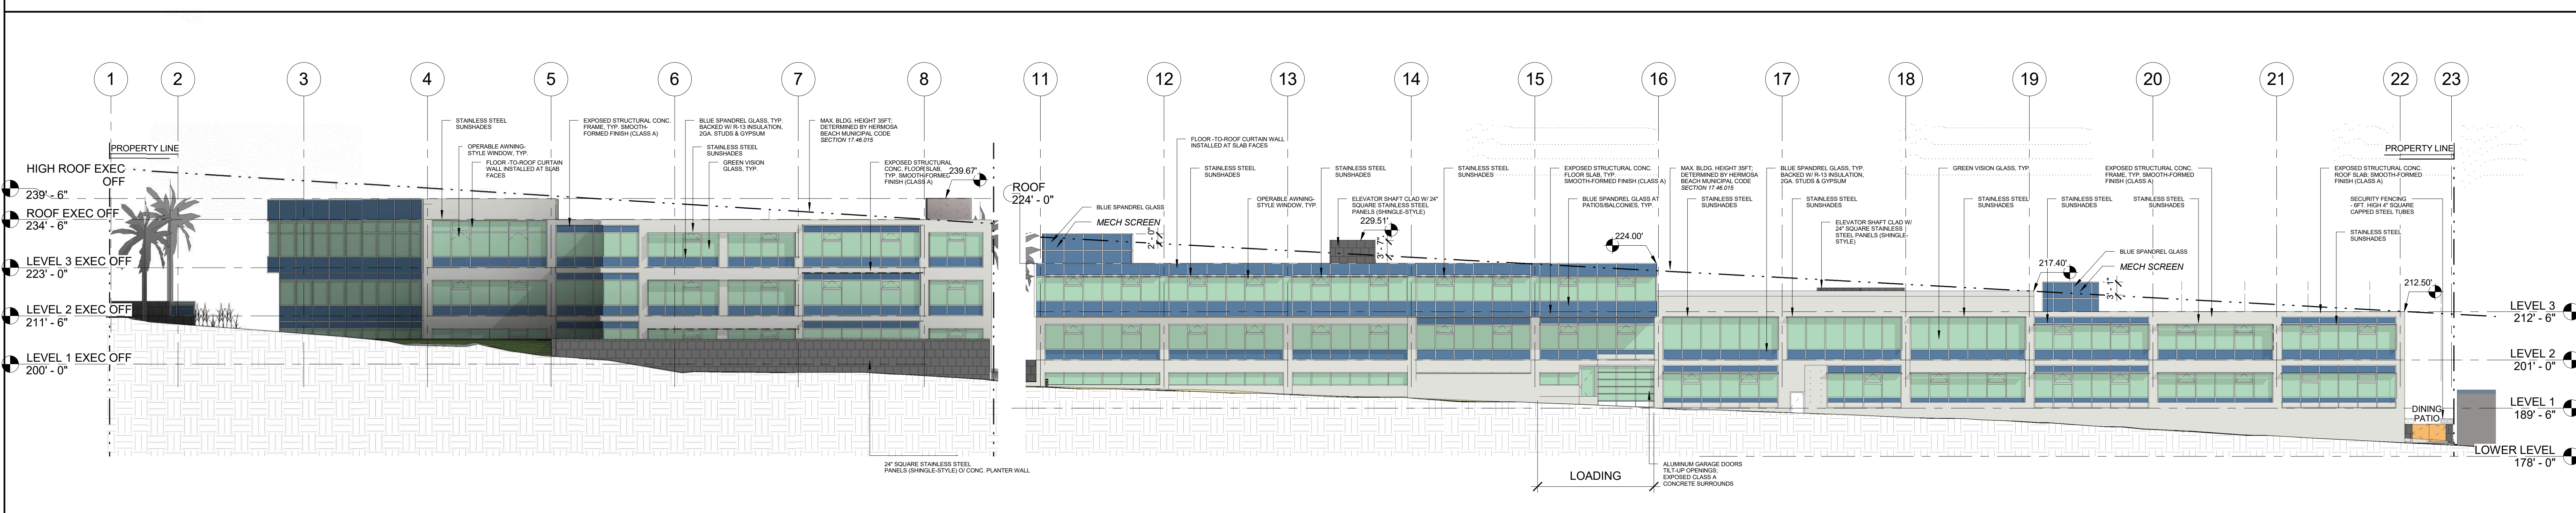 1
2
3
4
5
6
7
8
11
12
13
14
15
16
17
18
19
20
21
22
23
PROPERTY LINE
HIGH ROOF EXEC
OFF
239' - 6"
ROOF EXEC OFF
234' - 6"
LEVEL 3 EXEC OFF
223' - 0"
LEVEL 2 EXEC OFF
211' - 6"
LEVEL 1 EXEC OFF
200' - 0"
STAINLESS STEEL
SUNSHADES
OPERABLE AWNING-
STYLE WINDOW, TYP.
FLOOR -TO-ROOF CURTAIN
WALL INSTALLED AT SLAB
FACES
EXPOSED STRUCTURAL CONC.
FRAME, TYP. SMOOTH-
FORMED FINISH (CLASS A)
BLUE SPANDREL GLASS, TYP.
BACKED W/ R-13 INSULATION,
2GA. STUDS & GYPSUM
STAINLESS STEEL
SUNSHADES
GREEN VISION
GLASS, TYP.
MAX. BLDG. HEIGHT 35FT;
DETERMINED BY HERMOSA
BEACH MUNICIPAL CODE
SECTION 17.46.015
EXPOSED STRUCTURAL
CONC. FLOOR SLAB,
TYP. SMOOTH-FORMED
FINISH (CLASS A)
239.67'
24" SQUARE STAINLESS STEEL
PANELS (SHINGLE-STYLE) O/ CONC. PLANTER WALL
ROOF
224' - 0"
BLUE SPANDREL GLASS
MECH SCREEN
2' - 0"
FLOOR -TO-ROOF CURTAIN WALL
INSTALLED AT SLAB FACES
STAINLESS STEEL
SUNSHADES
OPERABLE AWNING-
STYLE WINDOW, TYP.
STAINLESS STEEL
SUNSHADES
ELEVATOR SHAFT CLAD W/ 24"
SQUARE STAINLESS STEEL
PANELS (SHINGLE-STYLE)
229.51'
3' - 7"
STAINLESS STEEL
SUNSHADES
EXPOSED STRUCTURAL CONC.
FLOOR SLAB, TYP.
SMOOTH-FORMED FINISH (CLASS A)
BLUE SPANDREL GLASS AT
PATIOS/BALCONIES, TYP.
224.00'
MAX. BLDG. HEIGHT 35FT;
DETERMINED BY HERMOSA
BEACH MUNICIPAL CODE
SECTION 17.46.015
STAINLESS STEEL
SUNSHADES
BLUE SPANDREL GLASS, TYP.
BACKED W/ R-13 INSULATION,
2GA. STUDS & GYPSUM
STAINLESS STEEL
SUNSHADES
ELEVATOR SHAFT CLAD W/
24" SQUARE STAINLESS
STEEL PANELS (SHINGLE-
STYLE)
GREEN VISION GLASS, TYP.
STAINLESS STEEL
SUNSHADES
217.40'
STAINLESS STEEL
SUNSHADES
EXPOSED STRUCTURAL CONC.
FRAME, TYP. SMOOTH-FORMED
FINISH (CLASS A)
STAINLESS STEEL
SUNSHADES
BLUE SPANDREL GLASS
MECH SCREEN
3' - 1"
EXPOSED STRUCTURAL CONC.
ROOF SLAB, SMOOTH-FORMED
FINISH (CLASS A)
SECURITY FENCING
- 6FT. HIGH 4" SQUARE
CAPPED STEEL TUBES
STAINLESS STEEL
SUNSHADES
PROPERTY LINE
212.50'
LEVEL 3
212' - 6"
LEVEL 2
201' - 0"
LEVEL 1
189' - 6"
DINING
PATIO
LOWER LEVEL
178' - 0"
LOADING
ALUMINUM GARAGE DOORS
TILT-UP OPENINGS;
EXPOSED CLASS A
CONCRETE SURROUNDS